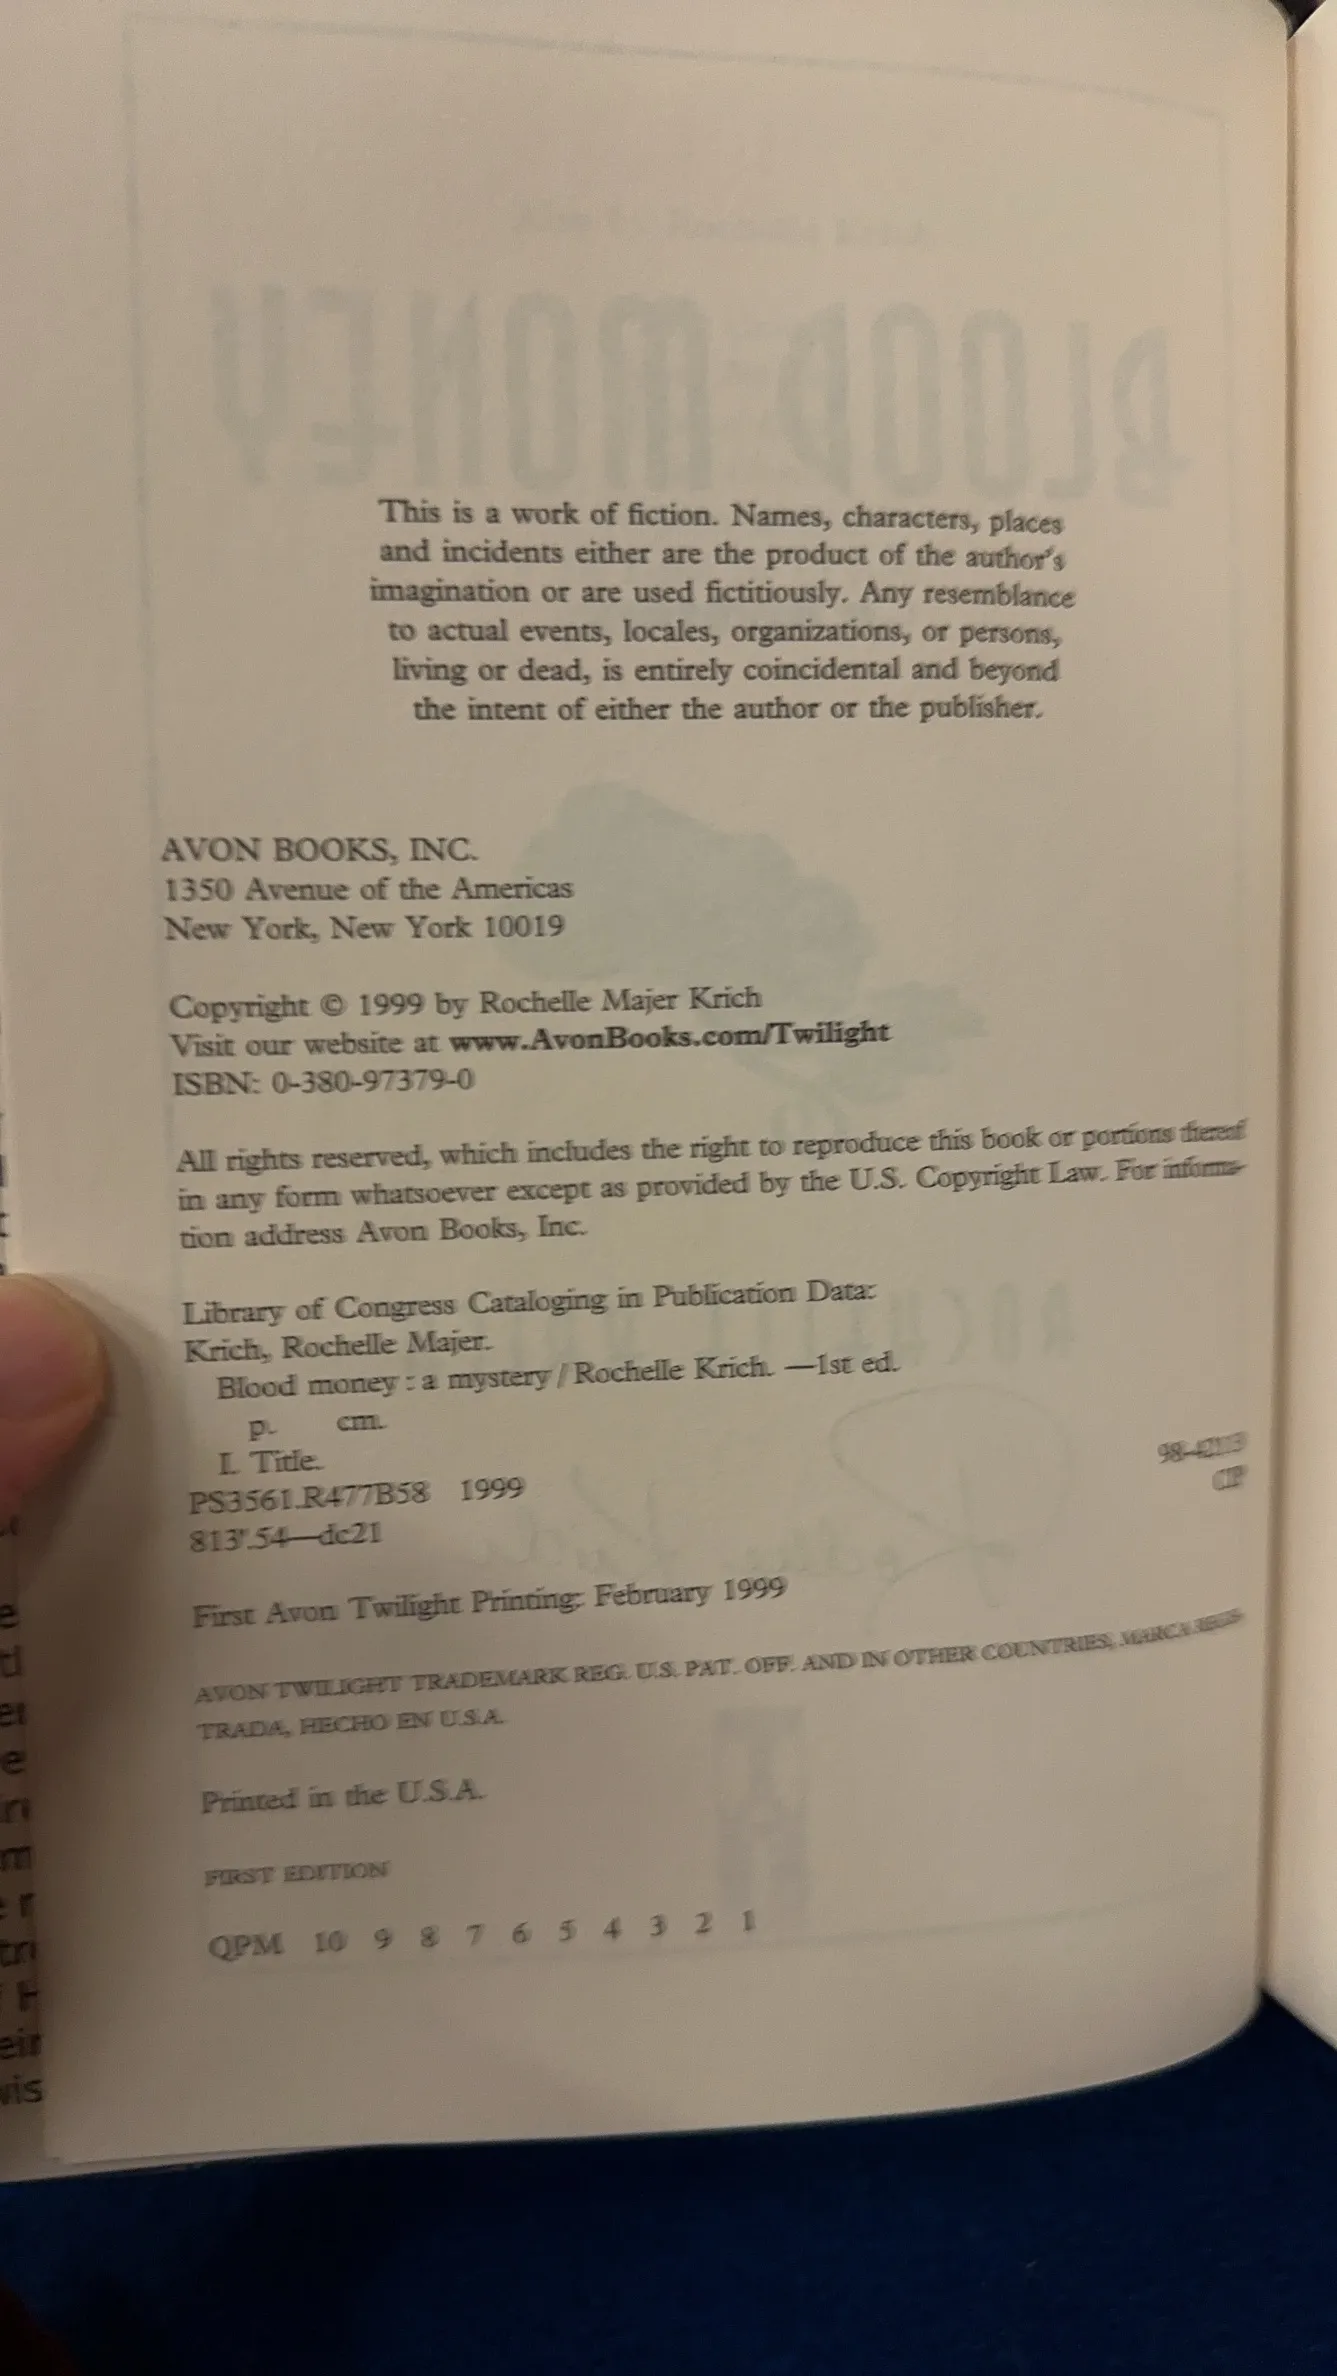 This is a work of fiction. Names, characters, places
and incidents either are the product of the author's
imagination or are used fictitiously. Any resemblance
to actual events, locales, organizations, or persons,
living or dead, is entirely coincidental and beyond
the intent of either the author or the publisher.
AVON BOOKS, INC.
1350 Avenue of the Americas
New York, New York 10019
Copyright © 1999 by Rochelle Majer Krich
Visit our website at www.AvonBooks.com/Twilight
ISBN: 0-380-97379-0
All rights reserved, which includes the right to reproduce this book or portions thereof
in any form whatsoever except as provided by the U.S. Copyright Law. For informa-
tion address Avon Books, Inc.
Library of Congress Cataloging in Publication Data:
Krich, Rochelle Majer.
Blood money : a mystery / Rochelle Krich. —1st ed.
p. cm.
I. Title.
PS3561.R477B58 1999
CIP
813'.54—dc21
First Avon Twilight Printing: February 1999
AVON TWILIGHT TRADEMARK REG. U.S. PAT. OFF. AND IN OTHER COUNTRIES, MARCA REGIS-
TRADA, HECHO EN U.S.A.
Printed in the U.S.A.
FIRST EDITION
QPM 10 9 8 7 6 5 4 3 2 1